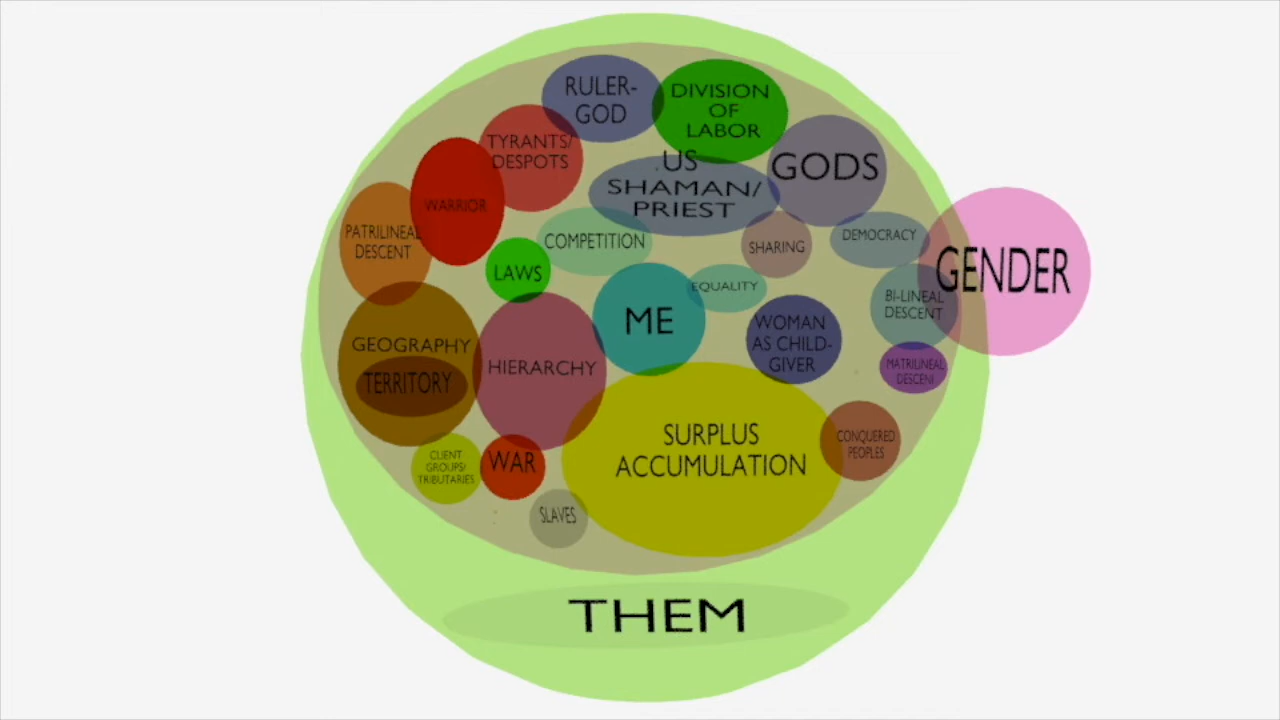 RULER-
GOD
DIVISION
OF
LABOR
TYRANTS/
DESPOTS
US
SHAMAN/
PRIEST
GODS
WARRIOR
PATRILINEAL
DESCENT
COMPETITION
SHARING
DEMOCRACY
LAWS
GENDER
EQUALITY
BI-LINEAL
DESCENT
ME
WOMAN
AS CHILD-
GIVER
GEOGRAPHY
TERRITORY
HIERARCHY
MATRILINEAL
DESCENT
SURPLUS
ACCUMULATION
CONQUERED
PEOPLES
CLIENT
GROUPS/
TRIBUTARIES
WAR
SLAVES
THEM